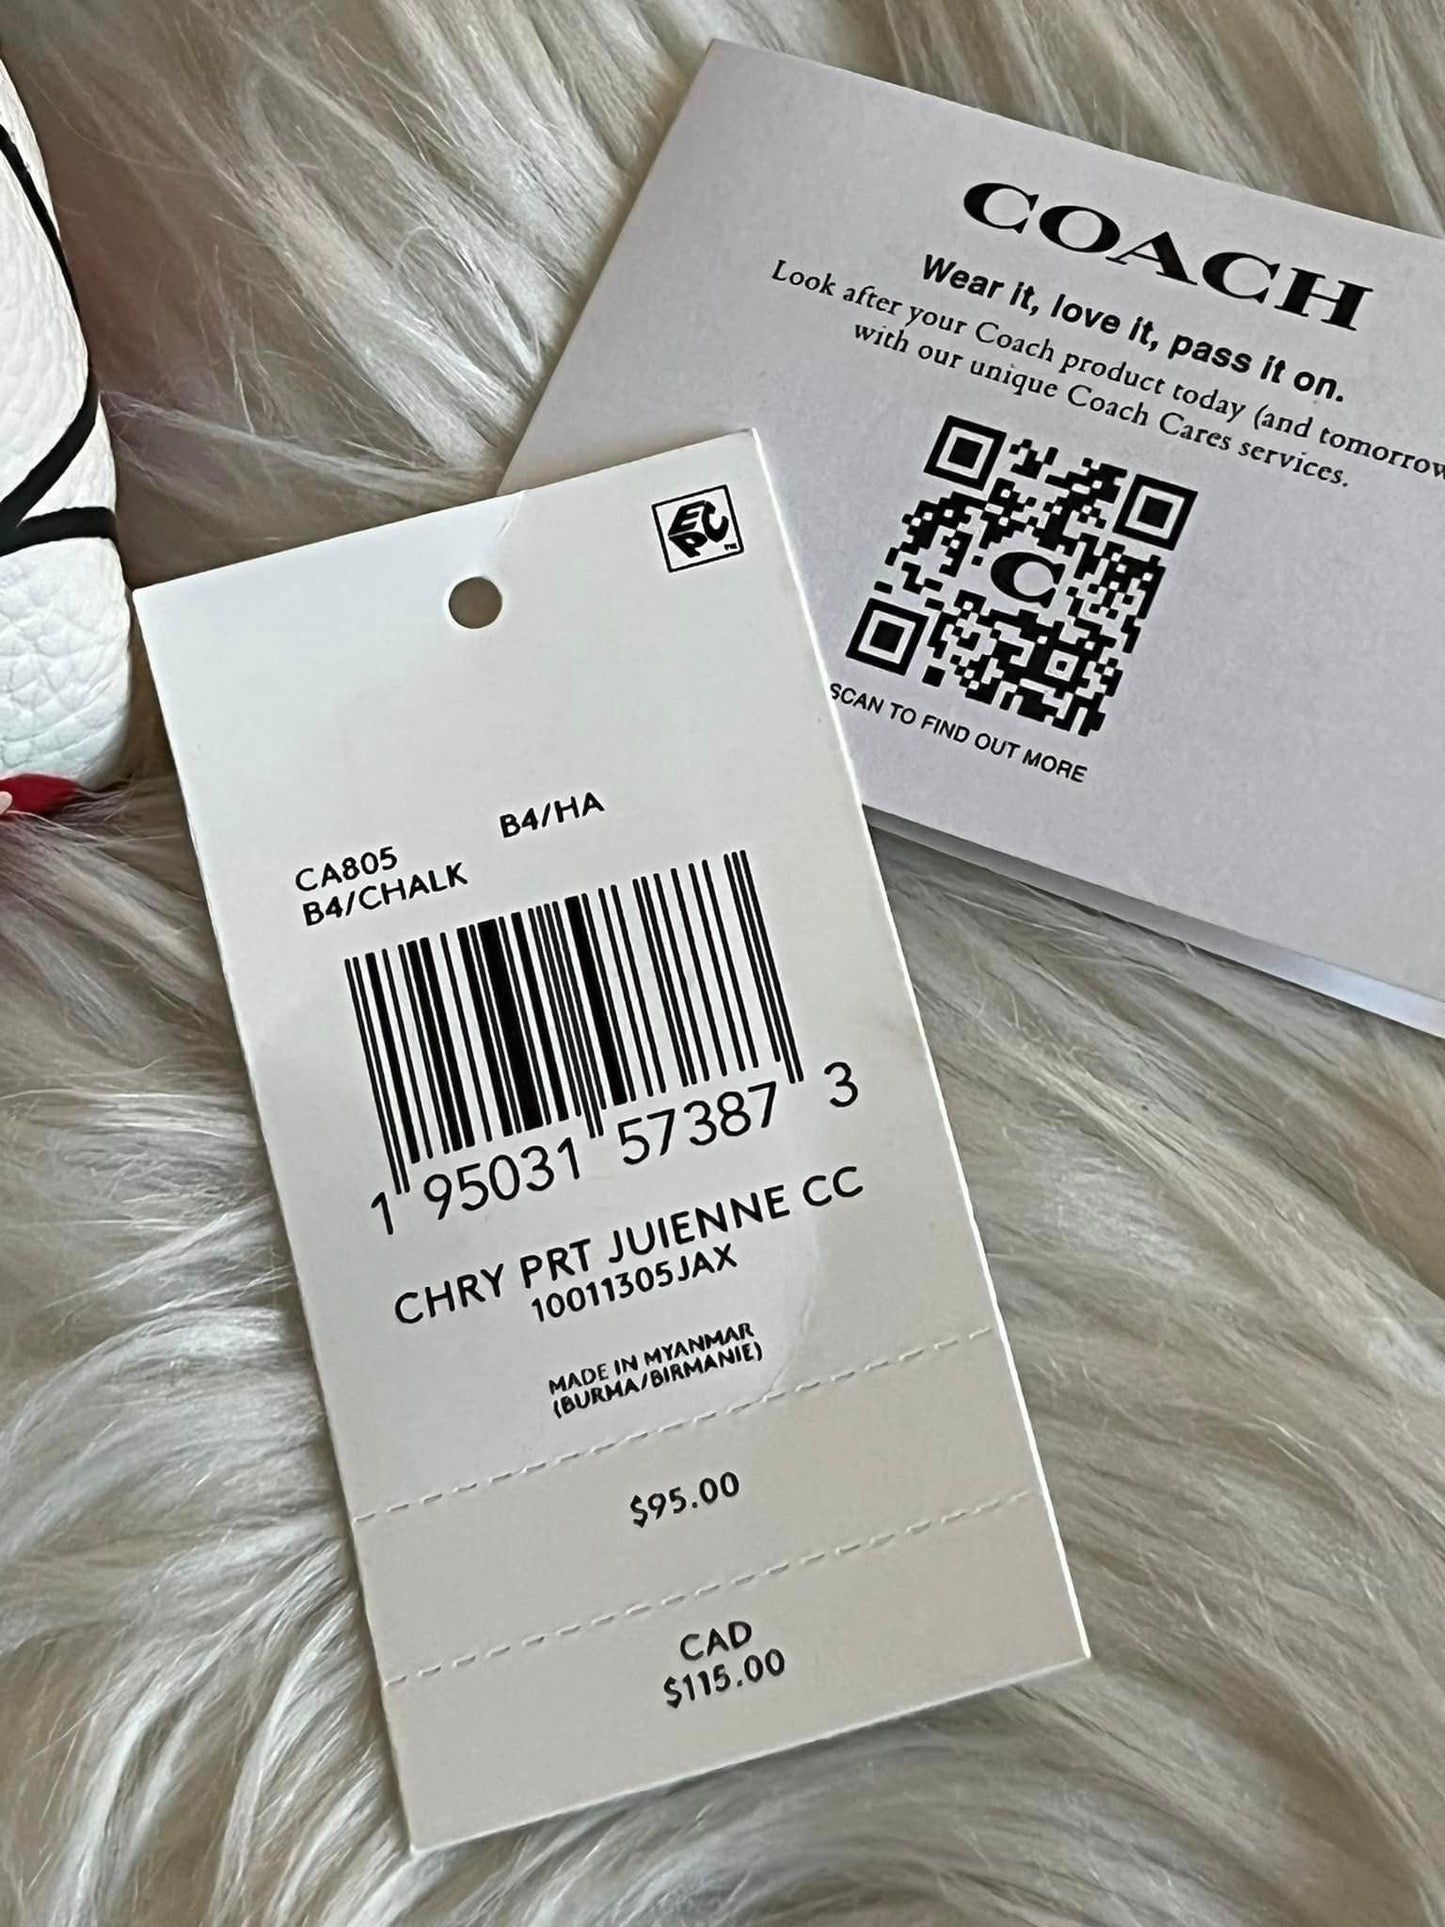 COACH
Wear it, love it, pass it on.
Look after your Coach product today (and tomorrow
with our unique Coach Cares services.
C
SCAN TO FIND OUT MORE
EPC
TM
B4/HA
CA805
B4/CHALK
1 95031 57387 3
CHRY PRT JUIENNE CC
10011305JAX
MADE IN MYANMAR
(BURMA/BIRMANIE)
$95.00
CAD
$115.00